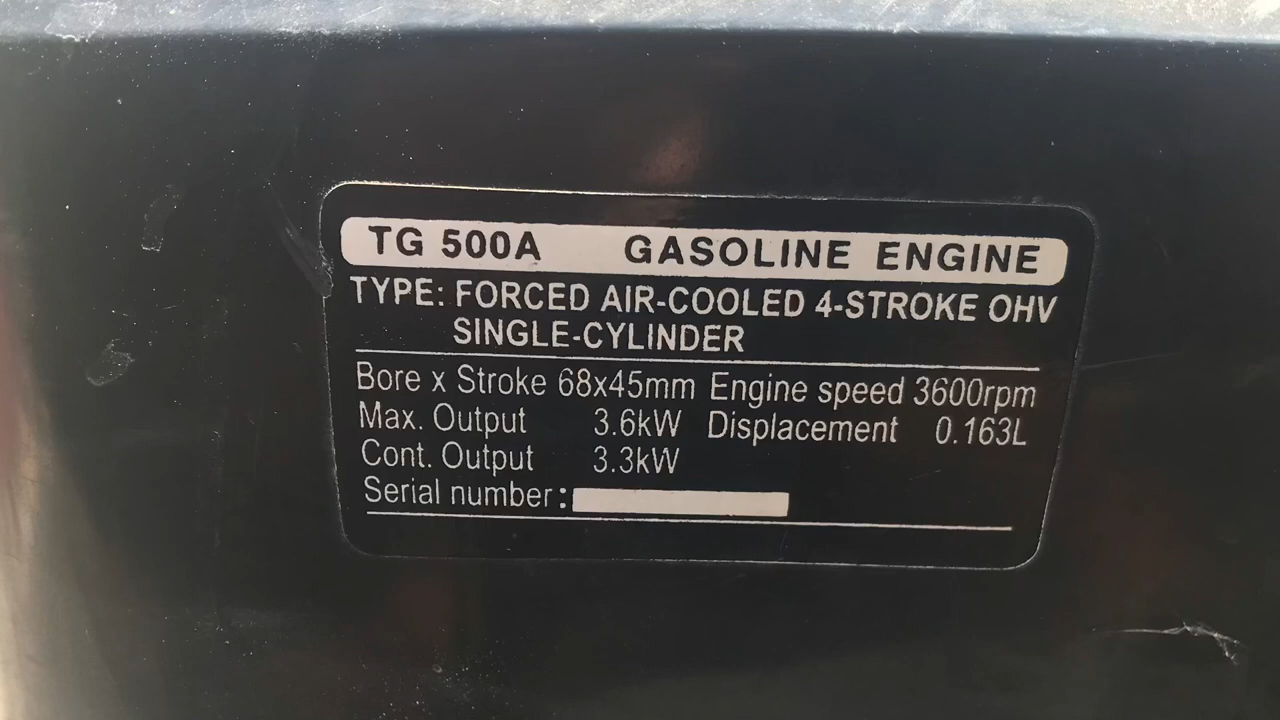 TG 500A GASOLINE ENGINE
TYPE: FORCED AIR-COOLED 4-STROKE OHV
SINGLE-CYLINDER
Bore x Stroke 68x45mm Engine speed 3600rpm
Max. Output 3.6kW Displacement 0.163L
Cont. Output 3.3kW
Serial number: